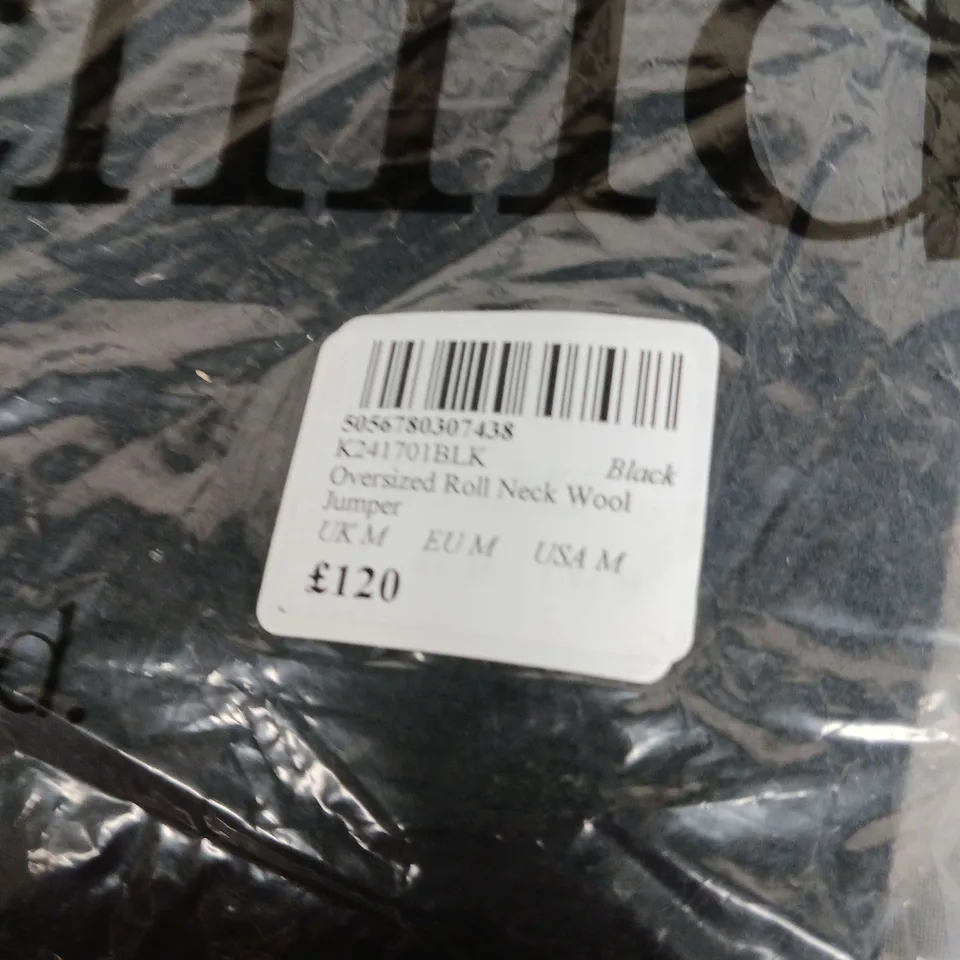 5056780307438
K241701BLK Black
Oversized Roll Neck Wool
Jumper
UK M EU M USA M
£120
d.